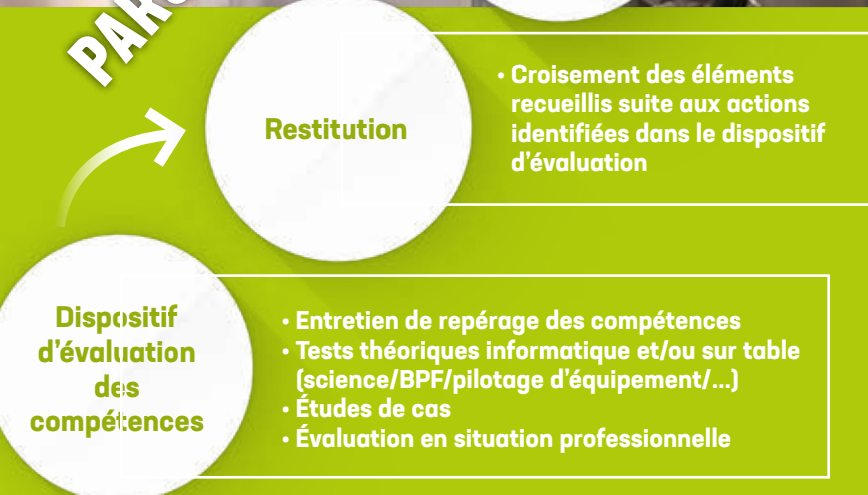 Restitution
• Croisement des éléments
recueillis suite aux actions
identifiées dans le dispositif
d'évaluation
Dispositif
d'évaluation
des
compétences
• Entretien de repérage des compétences
• Tests théoriques informatique et/ou sur table
(science/BPF/pilotage d'équipement/...)
• Études de cas
• Évaluation en situation professionnelle